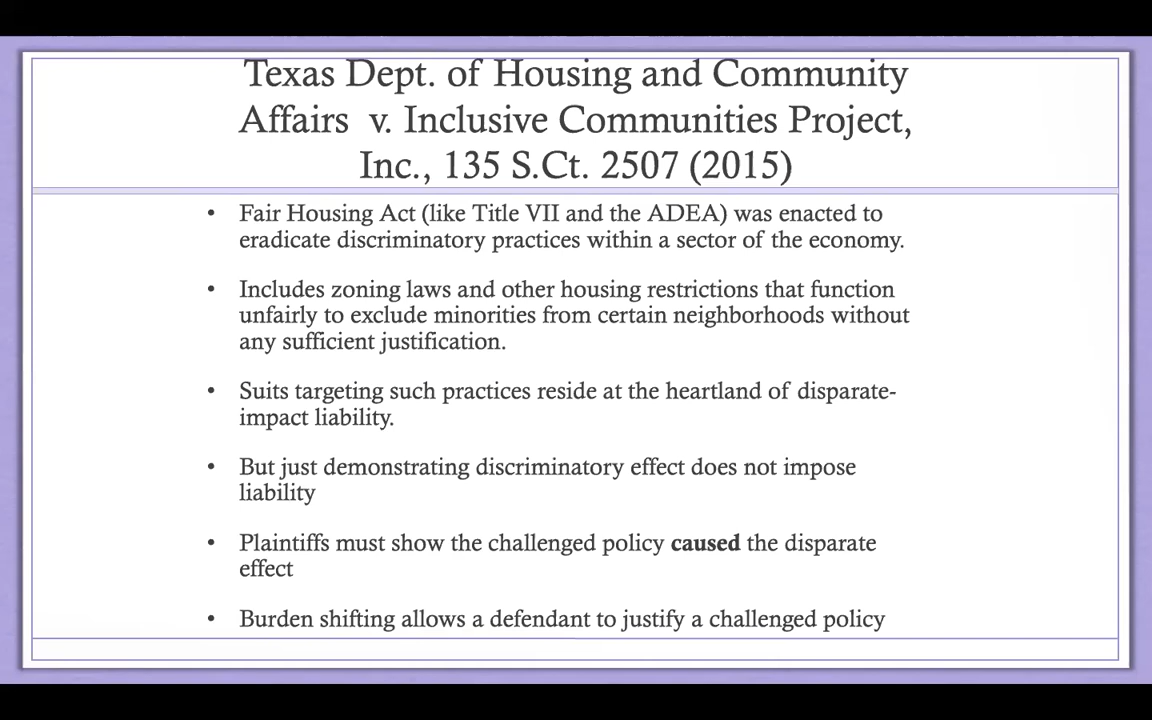 Texas Dept. of Housing and Community
Affairs  v. Inclusive Communities Project,
Inc., 135 S.Ct. 2507 (2015)
• Fair Housing Act (like Title VII and the ADEA) was enacted to
eradicate discriminatory practices within a sector of the economy.
• Includes zoning laws and other housing restrictions that function
unfairly to exclude minorities from certain neighborhoods without
any sufficient justification.
• Suits targeting such practices reside at the heartland of disparate-
impact liability.
• But just demonstrating discriminatory effect does not impose
liability
• Plaintiffs must show the challenged policy caused the disparate
effect
• Burden shifting allows a defendant to justify a challenged policy